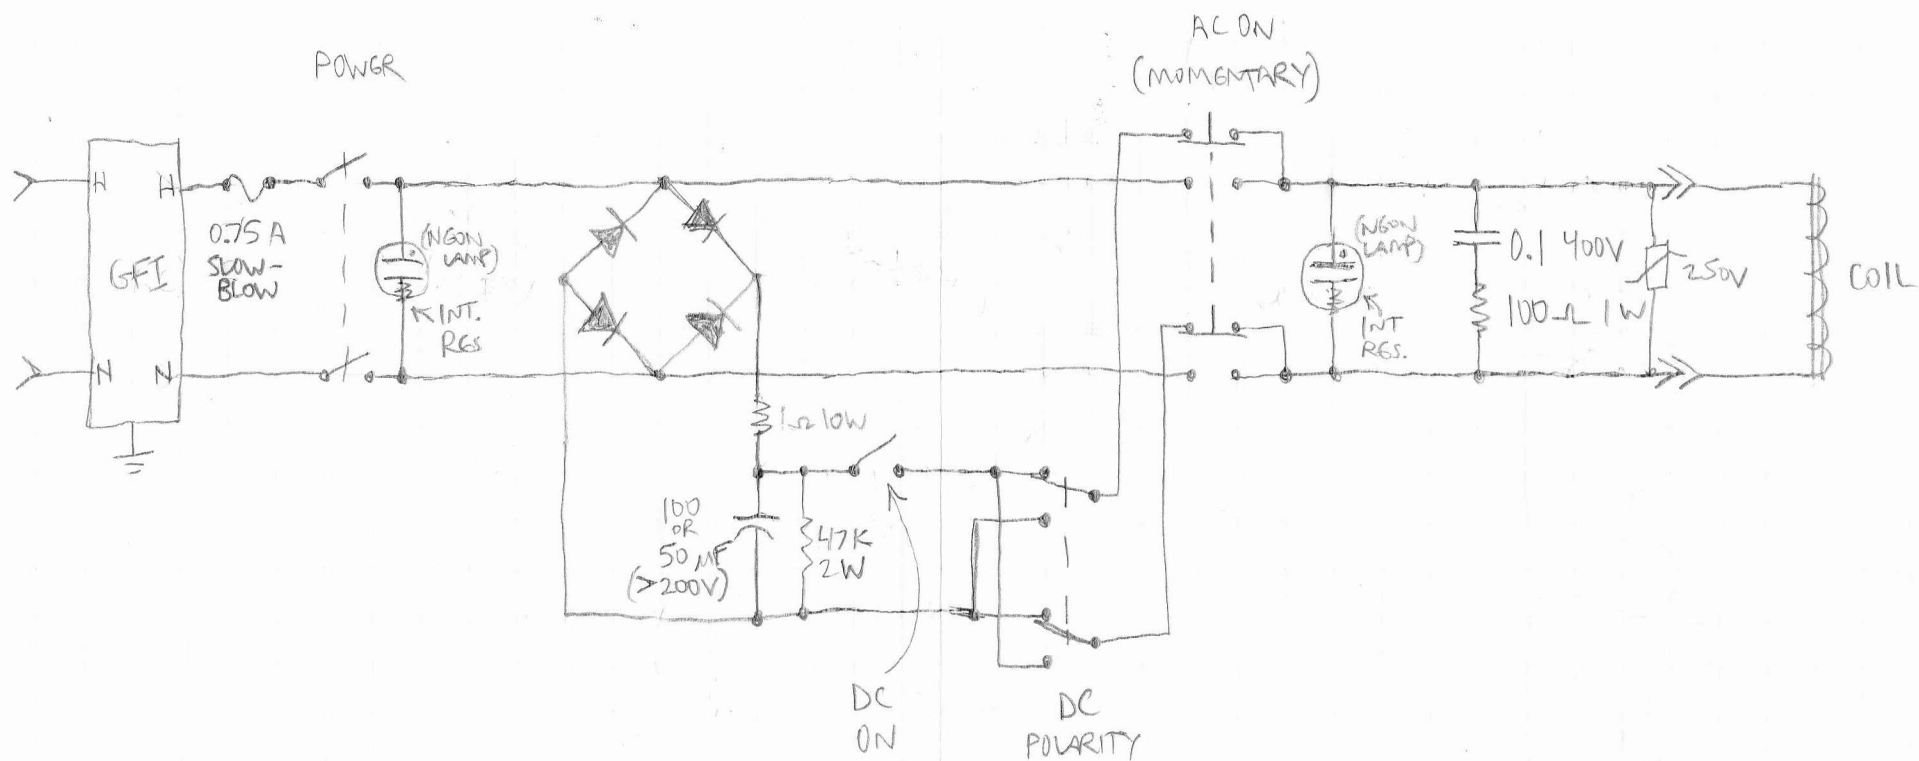 POWER
AC ON
(MOMENTARY)
H
H
GFI
N
N
0.75 A
SLOW-
BLOW
(NEON
LAMP)
INT.
RES
1Ω 10W
100
OR
50 μF
(>200V)
47K
2W
DC
ON
DC
POLARITY
(NEON
LAMP)
INT
RES.
0.1 400V
100Ω 1W
250V
COIL